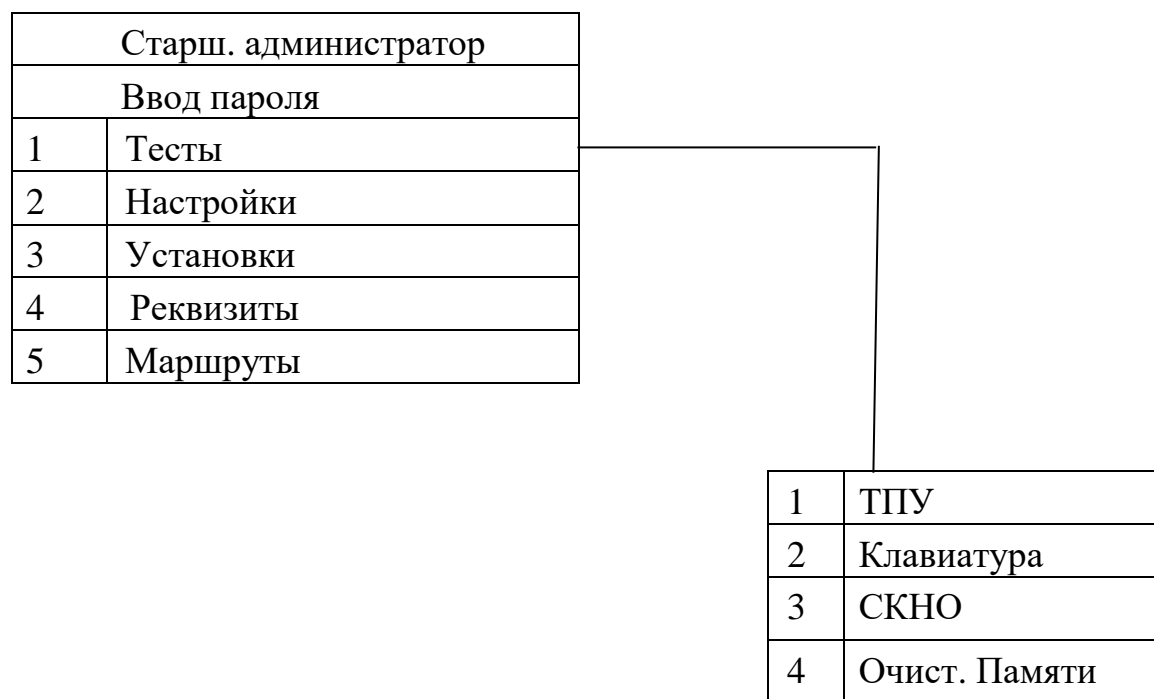 Старш. администратор
Ввод пароля
1 Тесты
2 Настройки
3 Установки
4 Реквизиты
5 Маршруты
1 ТПУ
2 Клавиатура
3 СКНО
4 Очист. Памяти